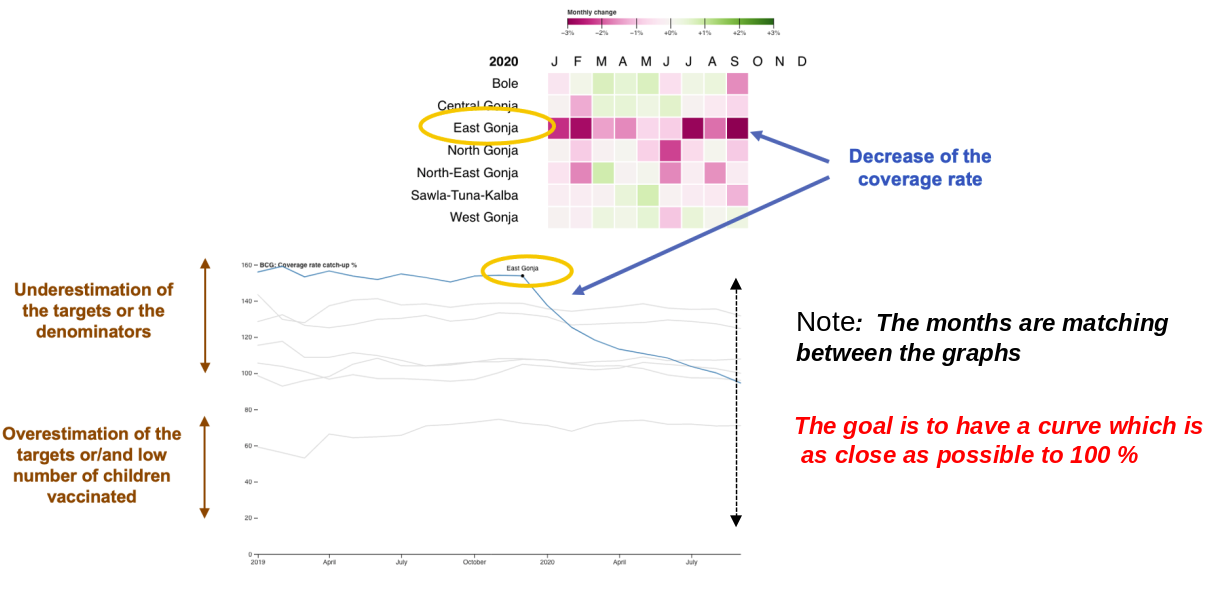 Monthly change
−3% −2% −1% +0% +1% +2% +3%
2020 J F M A M J J A S O N D
Bole
Central Gonja
East Gonja
North Gonja
North-East Gonja
Sawla-Tuna-Kalba
West Gonja
Decrease of the
coverage rate
160 BCG: Coverage rate catch-up %
East Gonja
140
120
100
80
60
40
20
0
2019 April July October 2020 April July
Underestimation of
the targets or the
denominators
Overestimation of the
targets or/and low
number of children
vaccinated
Note: The months are matching
between the graphs
The goal is to have a curve which is
as close as possible to 100 %